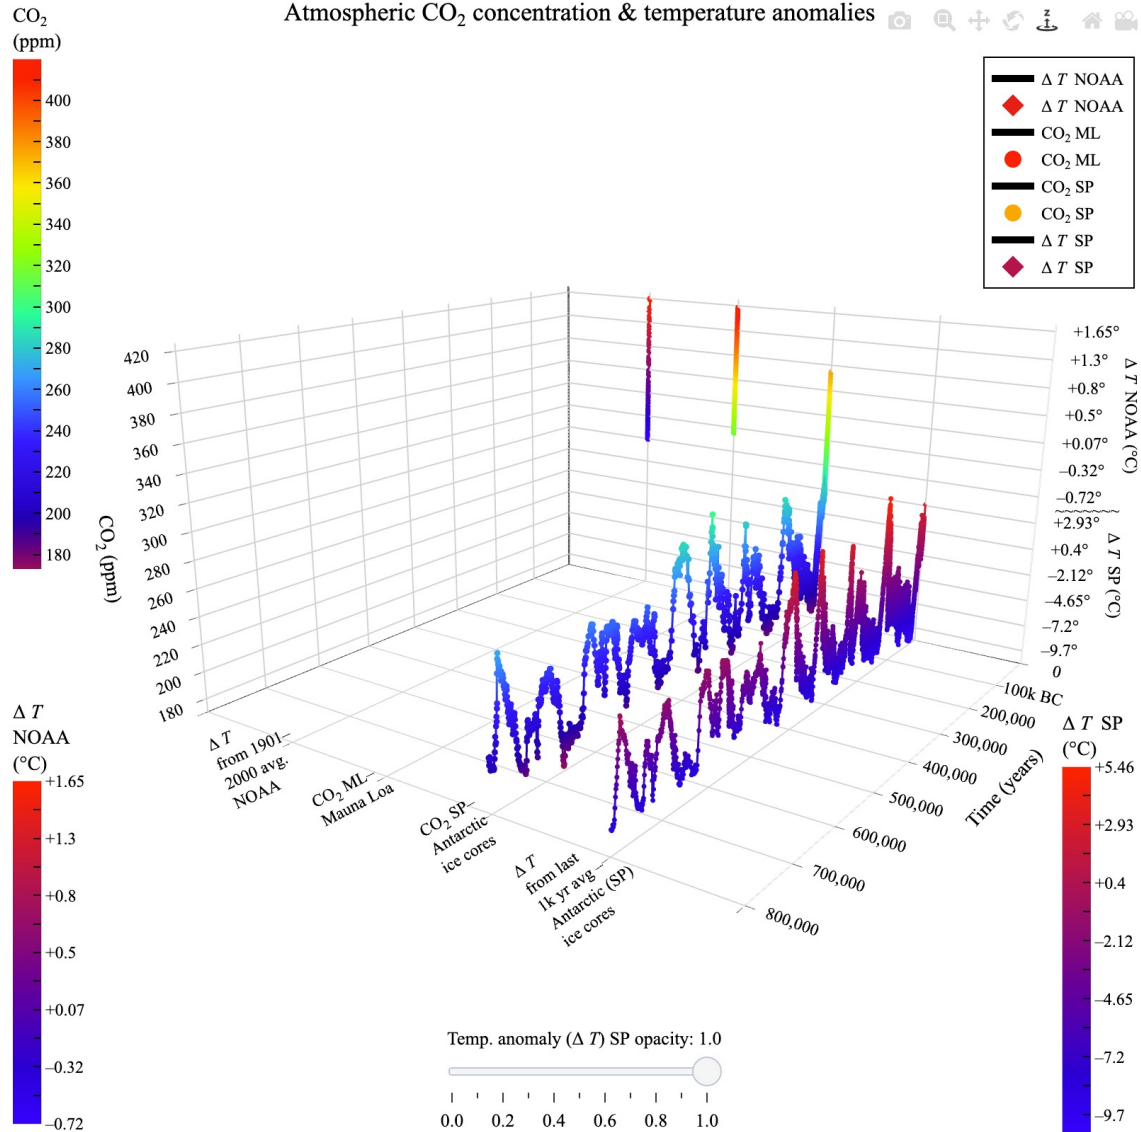 Atmospheric CO₂ concentration & temperature anomalies
CO₂
(ppm)
400
380
360
340
320
300
280
260
240
220
200
180
z
Δ T NOAA
Δ T NOAA
CO₂ ML
CO₂ ML
CO₂ SP
CO₂ SP
Δ T SP
Δ T SP
420
400
380
360
340
320
300
280
260
240
220
200
180
CO₂ (ppm)
+1.65°
+1.3°
+0.8°
+0.5°
+0.07°
−0.32°
−0.72°
~~~~~~~
+2.93°
+0.4°
−2.12°
−4.65°
−7.2°
−9.7°
Δ T NOAA (°C)
Δ T SP (°C)
0
100k BC
200,000
300,000
400,000
500,000
600,000
700,000
800,000
Time (years)
Δ T
from 1901–
2000 avg.
NOAA
CO₂ ML
Mauna Loa
CO₂ SP
Antarctic
ice cores
Δ T
from last
1k yr avg
Antarctic (SP)
ice cores
Δ T
NOAA
(°C)
+1.65
+1.3
+0.8
+0.5
+0.07
−0.32
−0.72
Δ T SP
(°C)
+5.46
+2.93
+0.4
−2.12
−4.65
−7.2
−9.7
Temp. anomaly (Δ T) SP opacity: 1.0
0.0 0.2 0.4 0.6 0.8 1.0